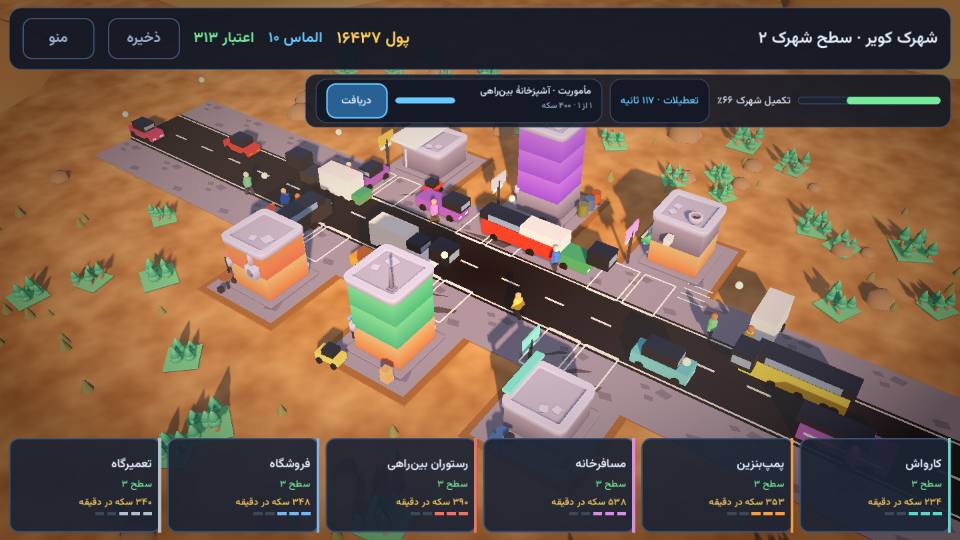 شهرک کویر · سطح شهرک ۲
پول ۱۶۴۳۷
الماس ۱۰
اعتبار ۳۱۳
ذخیره
منو
تکمیل شهرک ۶۶٪
تعطیلات · ۱۱۷ ثانیه
مأموریت · آشپزخانهٔ بین‌راهی
۱ از ۱ · ۴۰۰ سکه
دریافت
کارواش
سطح ۳
۲۳۴ سکه در دقیقه
پمپ‌بنزین
سطح ۳
۳۵۳ سکه در دقیقه
مسافرخانه
سطح ۳
۵۳۸ سکه در دقیقه
رستوران بین‌راهی
سطح ۳
۳۹۰ سکه در دقیقه
فروشگاه
سطح ۳
۳۴۸ سکه در دقیقه
تعمیرگاه
سطح ۳
۳۴۰ سکه در دقیقه